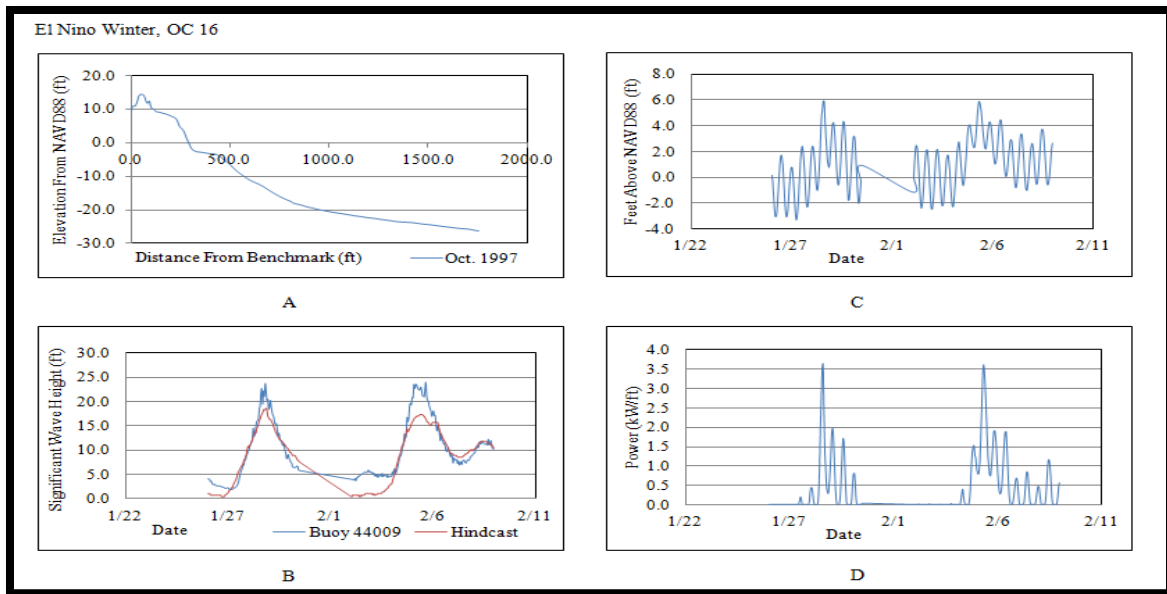 El Nino Winter, OC 16
Elevation From NAVD88 (ft)
20.0
10.0
0.0
-10.0
-20.0
-30.0
0.0 500.0 1000.0 1500.0 2000.0
Distance From Benchmark (ft)
Oct. 1997
A
Feet Above NAVD88 (ft)
8.0
6.0
4.0
2.0
0.0
-2.0
-4.0
1/22 1/27 2/1 2/6 2/11
Date
C
Significant Wave Height (ft)
30.0
25.0
20.0
15.0
10.0
5.0
0.0
1/22 1/27 2/1 2/6 2/11
Date
Buoy 44009 Hindcast
B
Power (kW/ft)
4.0
3.5
3.0
2.5
2.0
1.5
1.0
0.5
0.0
1/22 1/27 2/1 2/6 2/11
Date
D